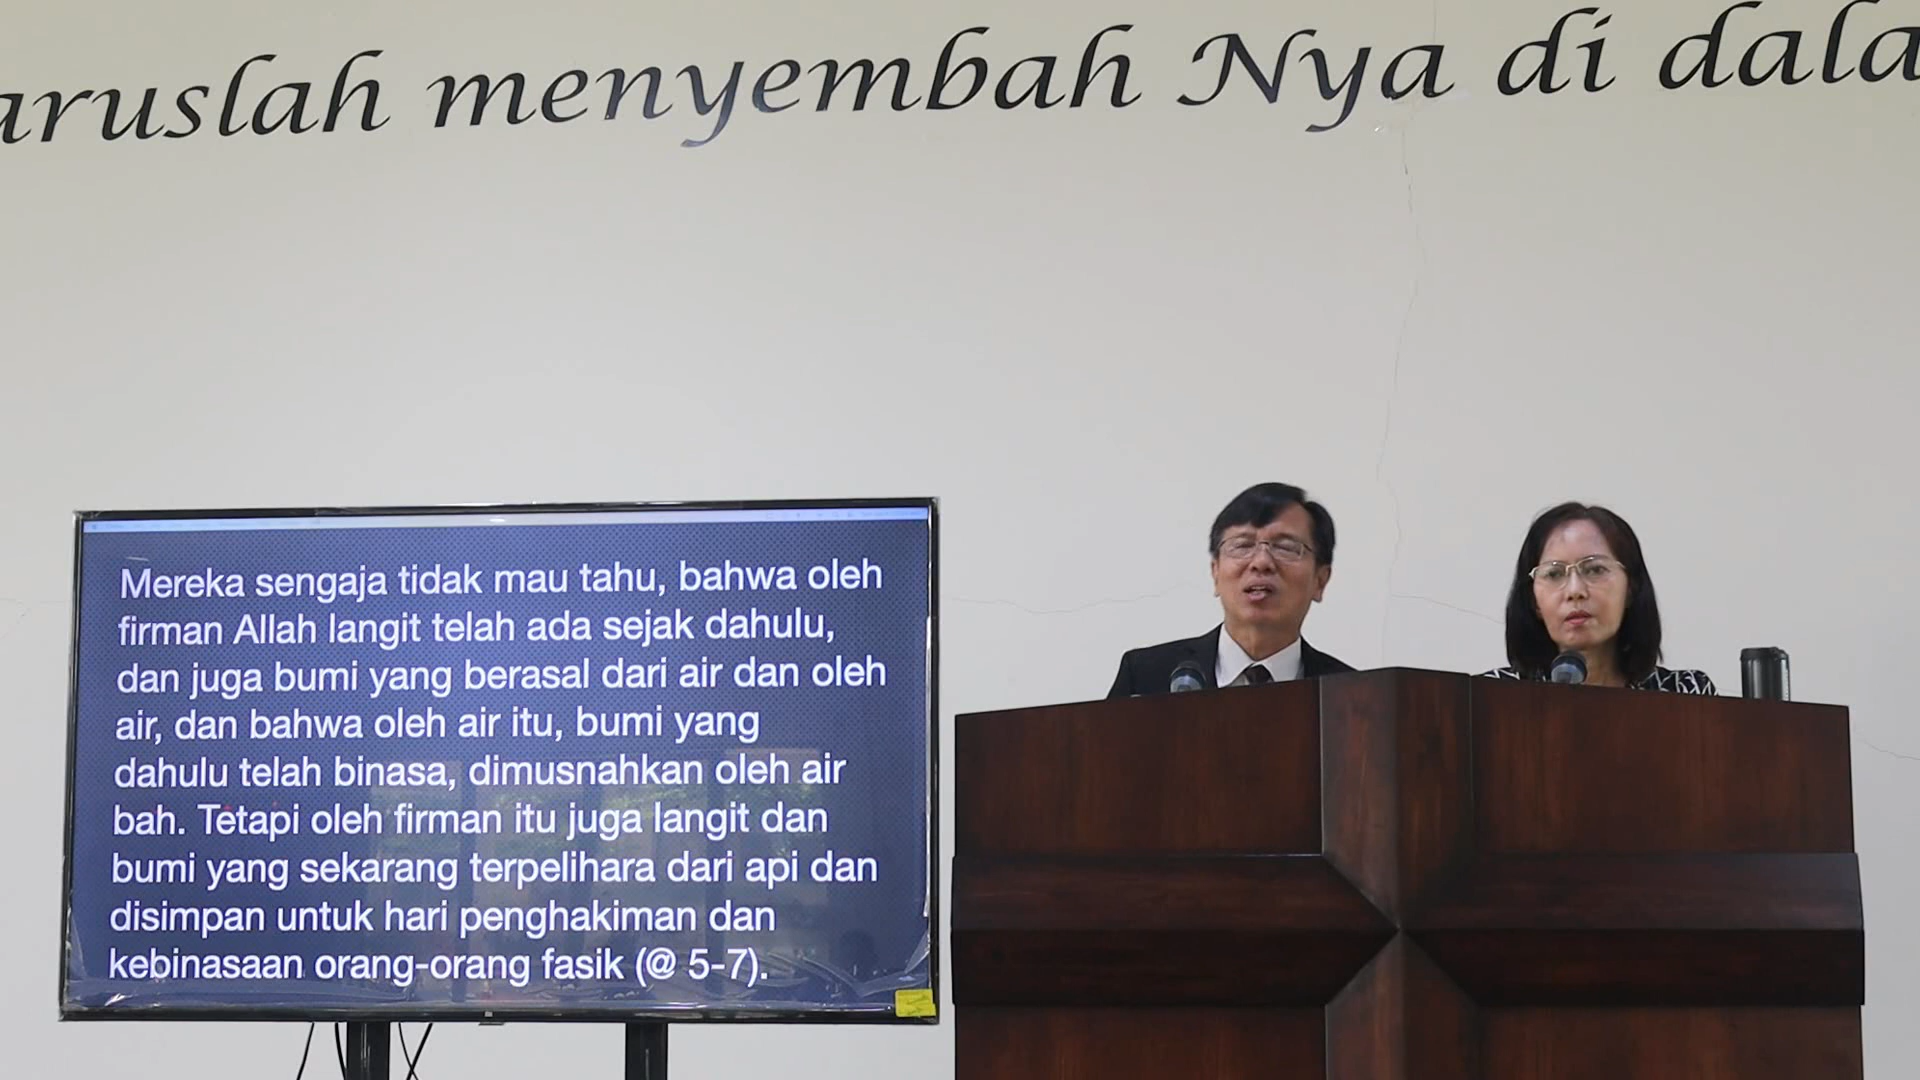 aruslah menyembah Nya di dala
Mereka sengaja tidak mau tahu, bahwa oleh
firman Allah langit telah ada sejak dahulu,
dan juga bumi yang berasal dari air dan oleh
air, dan bahwa oleh air itu, bumi yang
dahulu telah binasa, dimusnahkan oleh air
bah. Tetapi oleh firman itu juga langit dan
bumi yang sekarang terpelihara dari api dan
disimpan untuk hari penghakiman dan
kebinasaan orang-orang fasik (@ 5-7).